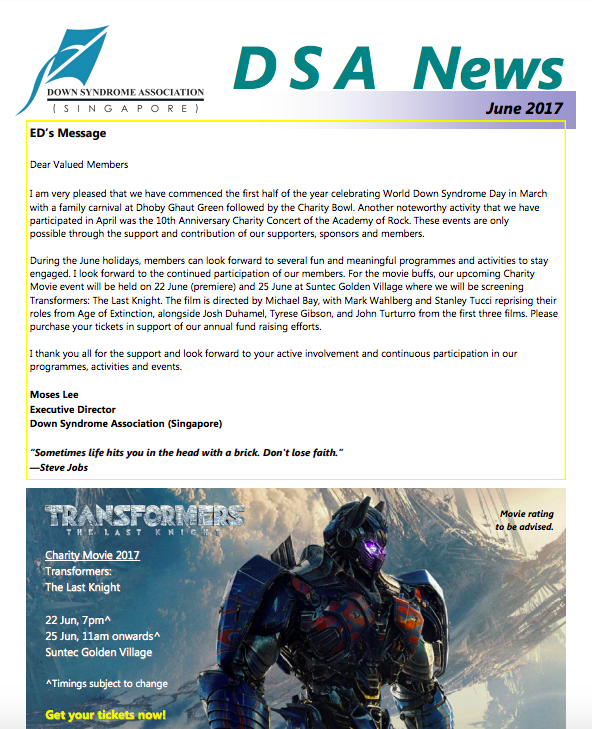 DSA News
DOWN SYNDROME ASSOCIATION
( S I N G A P O R E )
June 2017
ED's Message
Dear Valued Members
I am very pleased that we have commenced the first half of the year celebrating World Down Syndrome Day in March
with a family carnival at Dhoby Ghaut Green followed by the Charity Bowl. Another noteworthy activity that we have
participated in April was the 10th Anniversary Charity Concert of the Academy of Rock. These events are only
possible through the support and contribution of our supporters, sponsors and members.
During the June holidays, members can look forward to several fun and meaningful programmes and activities to stay
engaged. I look forward to the continued participation of our members. For the movie buffs, our upcoming Charity
Movie event will be held on 22 June (premiere) and 25 June at Suntec Golden Village where we will be screening
Transformers: The Last Knight. The film is directed by Michael Bay, with Mark Wahlberg and Stanley Tucci reprising their
roles from Age of Extinction, alongside Josh Duhamel, Tyrese Gibson, and John Turturro from the first three films. Please
purchase your tickets in support of our annual fund raising efforts.
I thank you all for the support and look forward to your active involvement and continuous participation in our
programmes, activities and events.
Moses Lee
Executive Director
Down Syndrome Association (Singapore)
"Sometimes life hits you in the head with a brick. Don't lose faith."
—Steve Jobs
TRANSFORMERS
THE LAST KNIGHT
Movie rating
to be advised.
Charity Movie 2017
Transformers:
The Last Knight
22 Jun, 7pm^
25 Jun, 11am onwards^
Suntec Golden Village
^Timings subject to change
Get your tickets now!